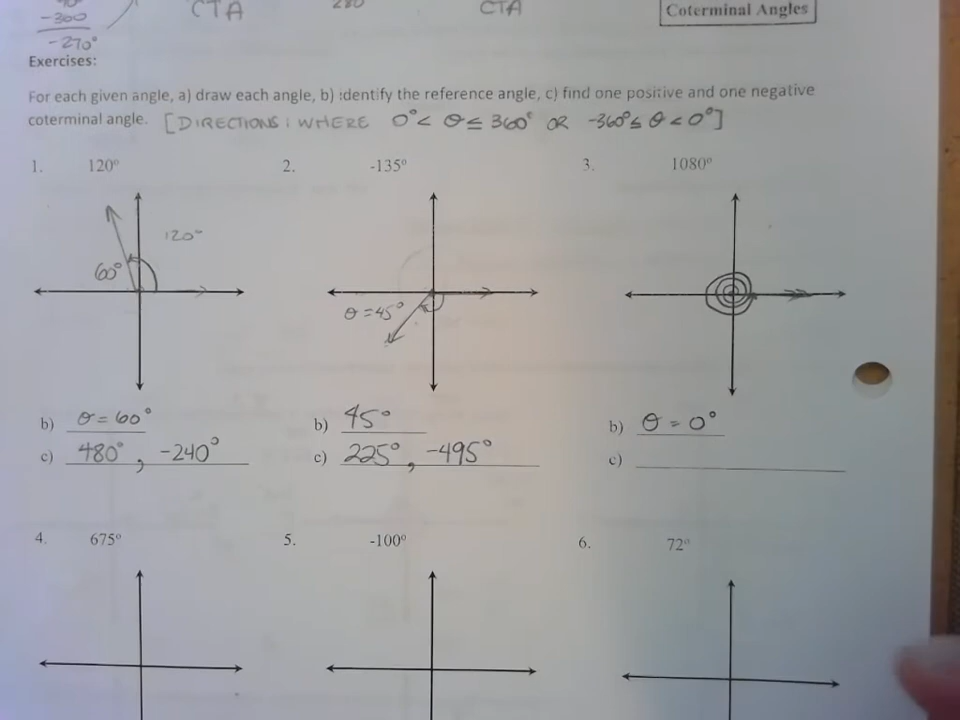 -360
CTA
280
CTA
Coterminal Angles
-270°
Exercises:
For each given angle, a) draw each angle, b) identify the reference angle, c) find one positive and one negative
coterminal angle. [DIRECTIONS: WHERE 0°< θ ≤ 360° OR -360° ≤ θ < 0°]
1. 120° 2. -135° 3. 1080°
120°
60°
θ = 45°
b) θ = 60° b) 45° b) θ = 0°
c) 480°, -240° c) 225°, -495° c)
4. 675° 5. -100° 6. 72°